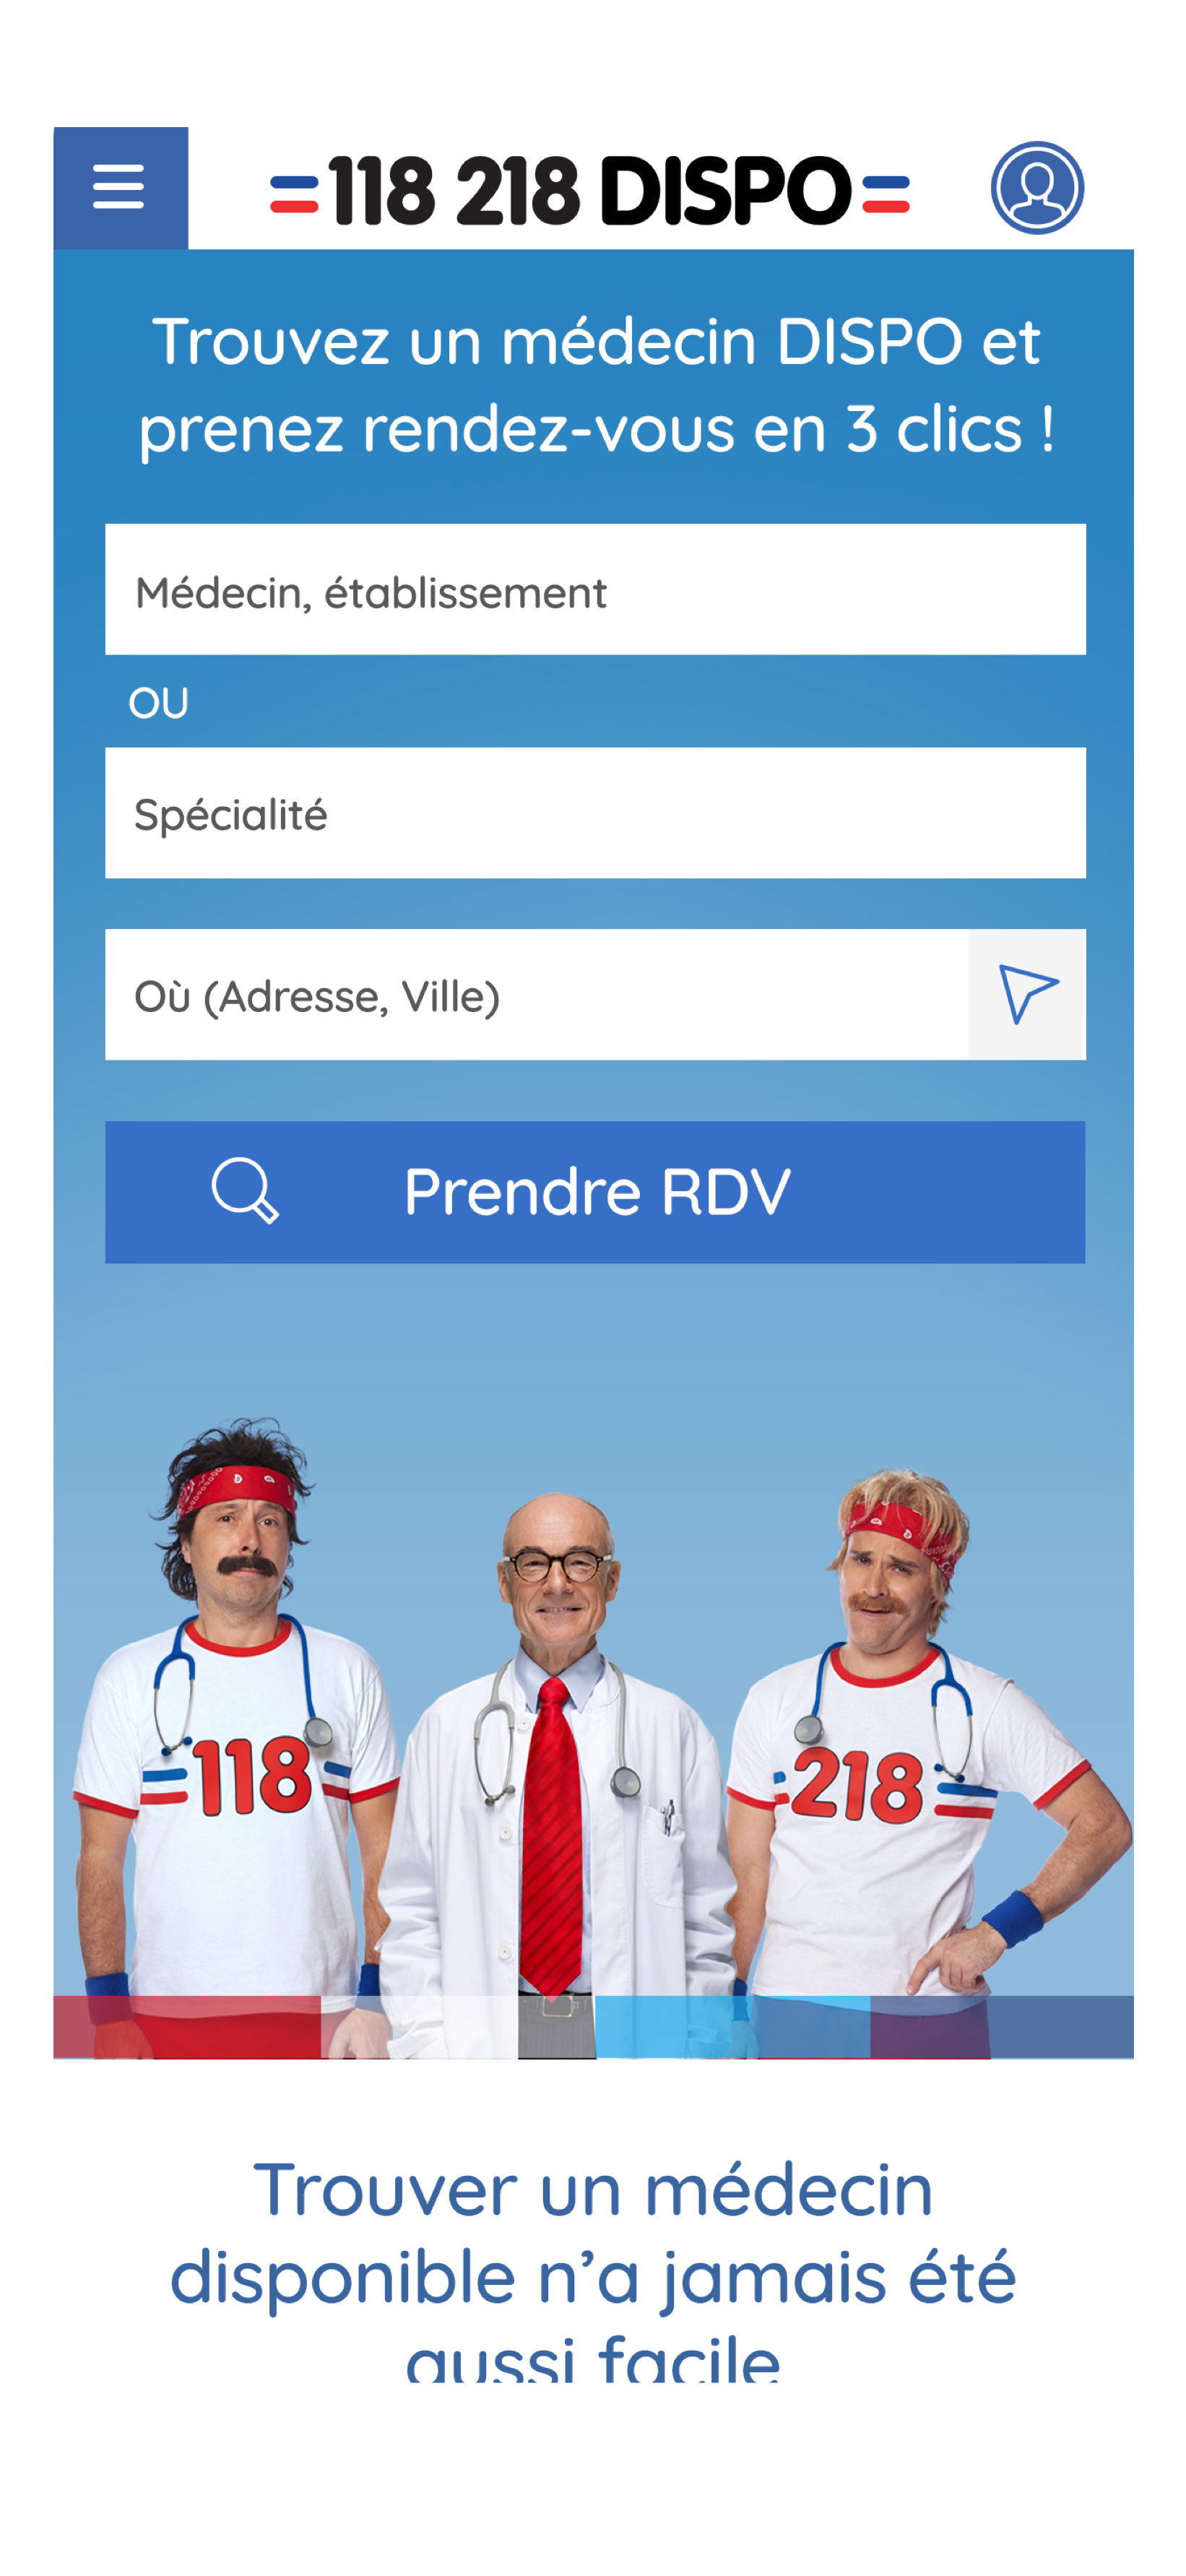 118 218 DISPO
Trouvez un médecin DISPO et
prenez rendez-vous en 3 clics !
Médecin, établissement
OU
Spécialité
Où (Adresse, Ville)
Prendre RDV
118
218
Trouver un médecin
disponible n’a jamais été
aussi facile